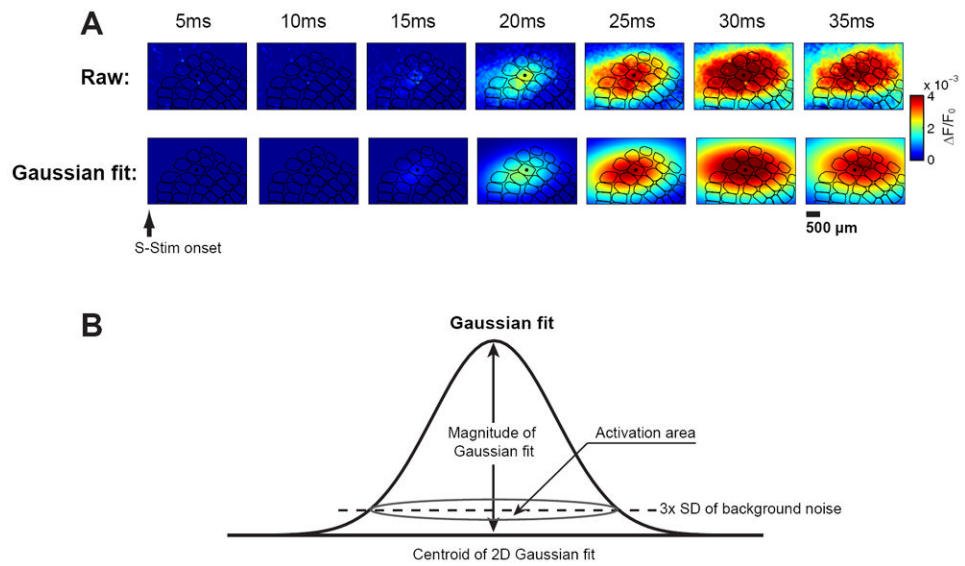 A
5ms 10ms 15ms 20ms 25ms 30ms 35ms
Raw:
x 10⁻³
4
2
0
ΔF/F₀
Gaussian fit:
500 µm
S-Stim onset
B
Gaussian fit
Magnitude of
Gaussian fit
Activation area
3x SD of background noise
Centroid of 2D Gaussian fit